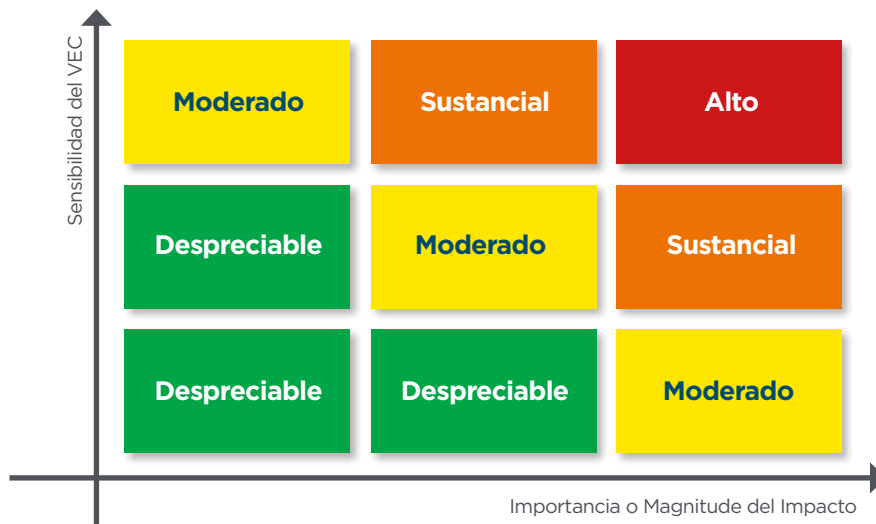 Sensibilidad del VEC
Moderado
Sustancial
Alto
Despreciable
Moderado
Sustancial
Despreciable
Despreciable
Moderado
Importancia o Magnitude del Impacto